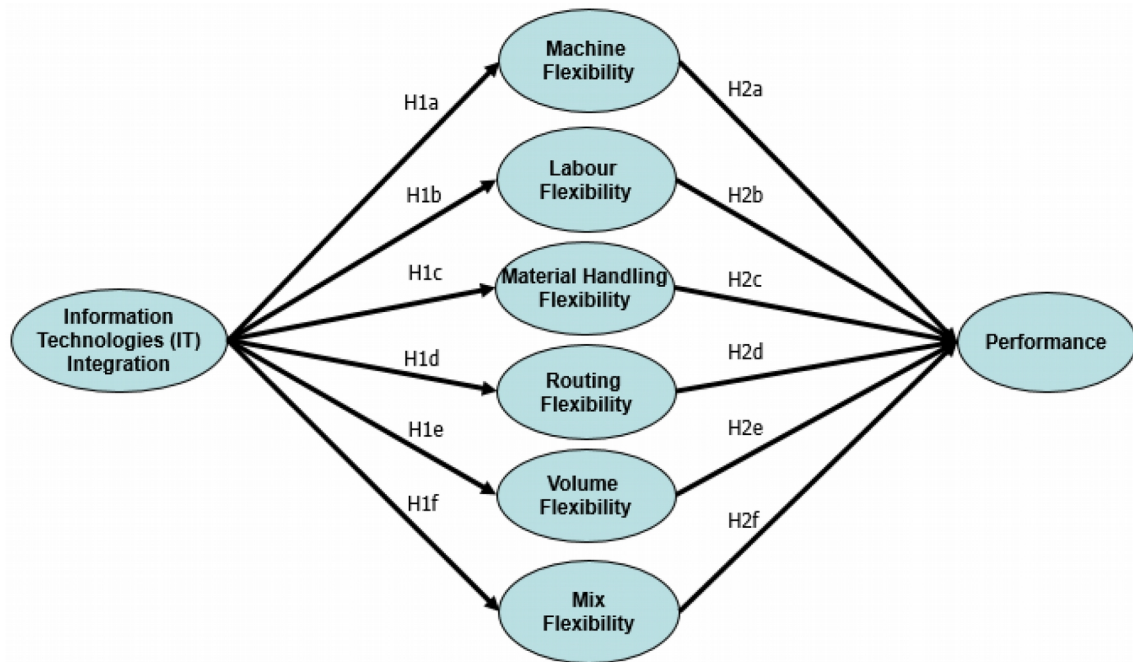 Machine
Flexibility
H1a
H2a
Labour
Flexibility
H1b
H2b
Material Handling
Flexibility
H1c
H2c
Information
Technologies (IT)
Integration
Performance
H1d
H2d
Routing
Flexibility
H1e
H2e
Volume
Flexibility
H1f
H2f
Mix
Flexibility